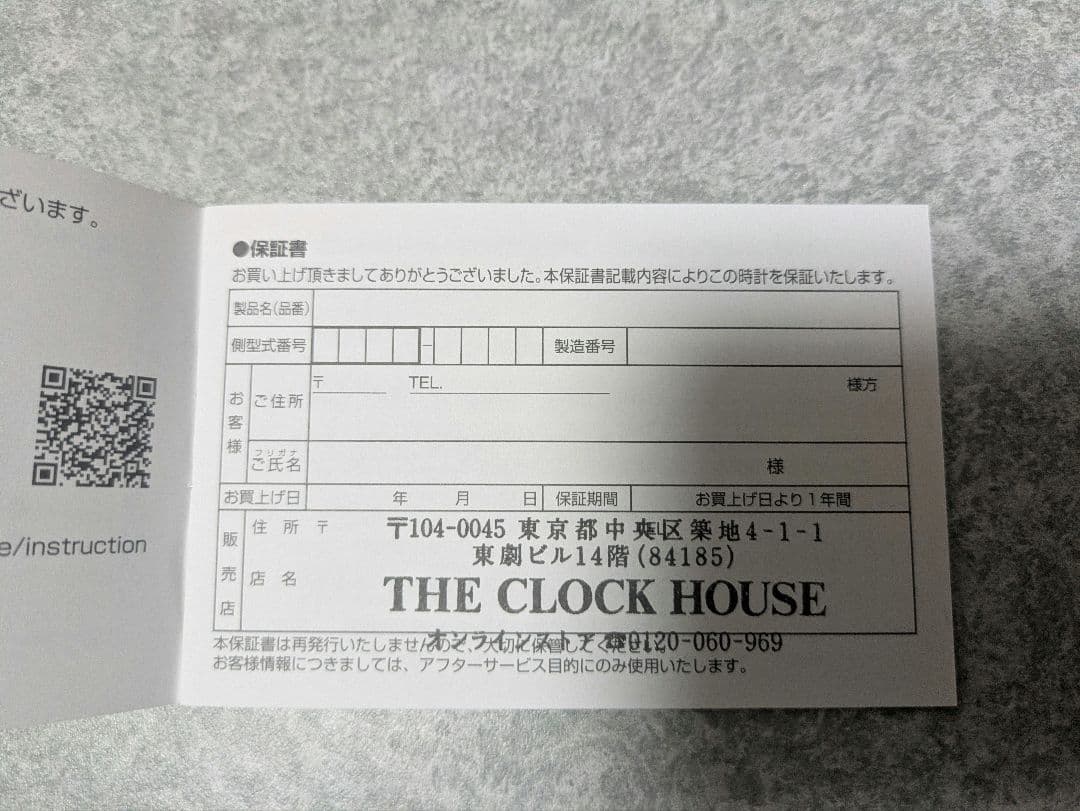 ざいます。
e/instruction
●保証書
お買い上げ頂きましてありがとうございました。本保証書記載内容によりこの時計を保証いたします。
製品名(品番)
側型式番号 － 製造番号
お客様 ご住所 〒 TEL. 様方
フリガナ
ご氏名 様
お買上げ日 年 月 日 保証期間 お買上げ日より1年間
販売店 住所 〒 〒104-0045 東京都中央区築地4-1-1
東劇ビル14階(84185)
店名 THE CLOCK HOUSE
オンラインストア ☎0120-060-969
本保証書は再発行いたしませんので、大切に保管してください。
お客様情報につきましては、アフターサービス目的にのみ使用いたします。